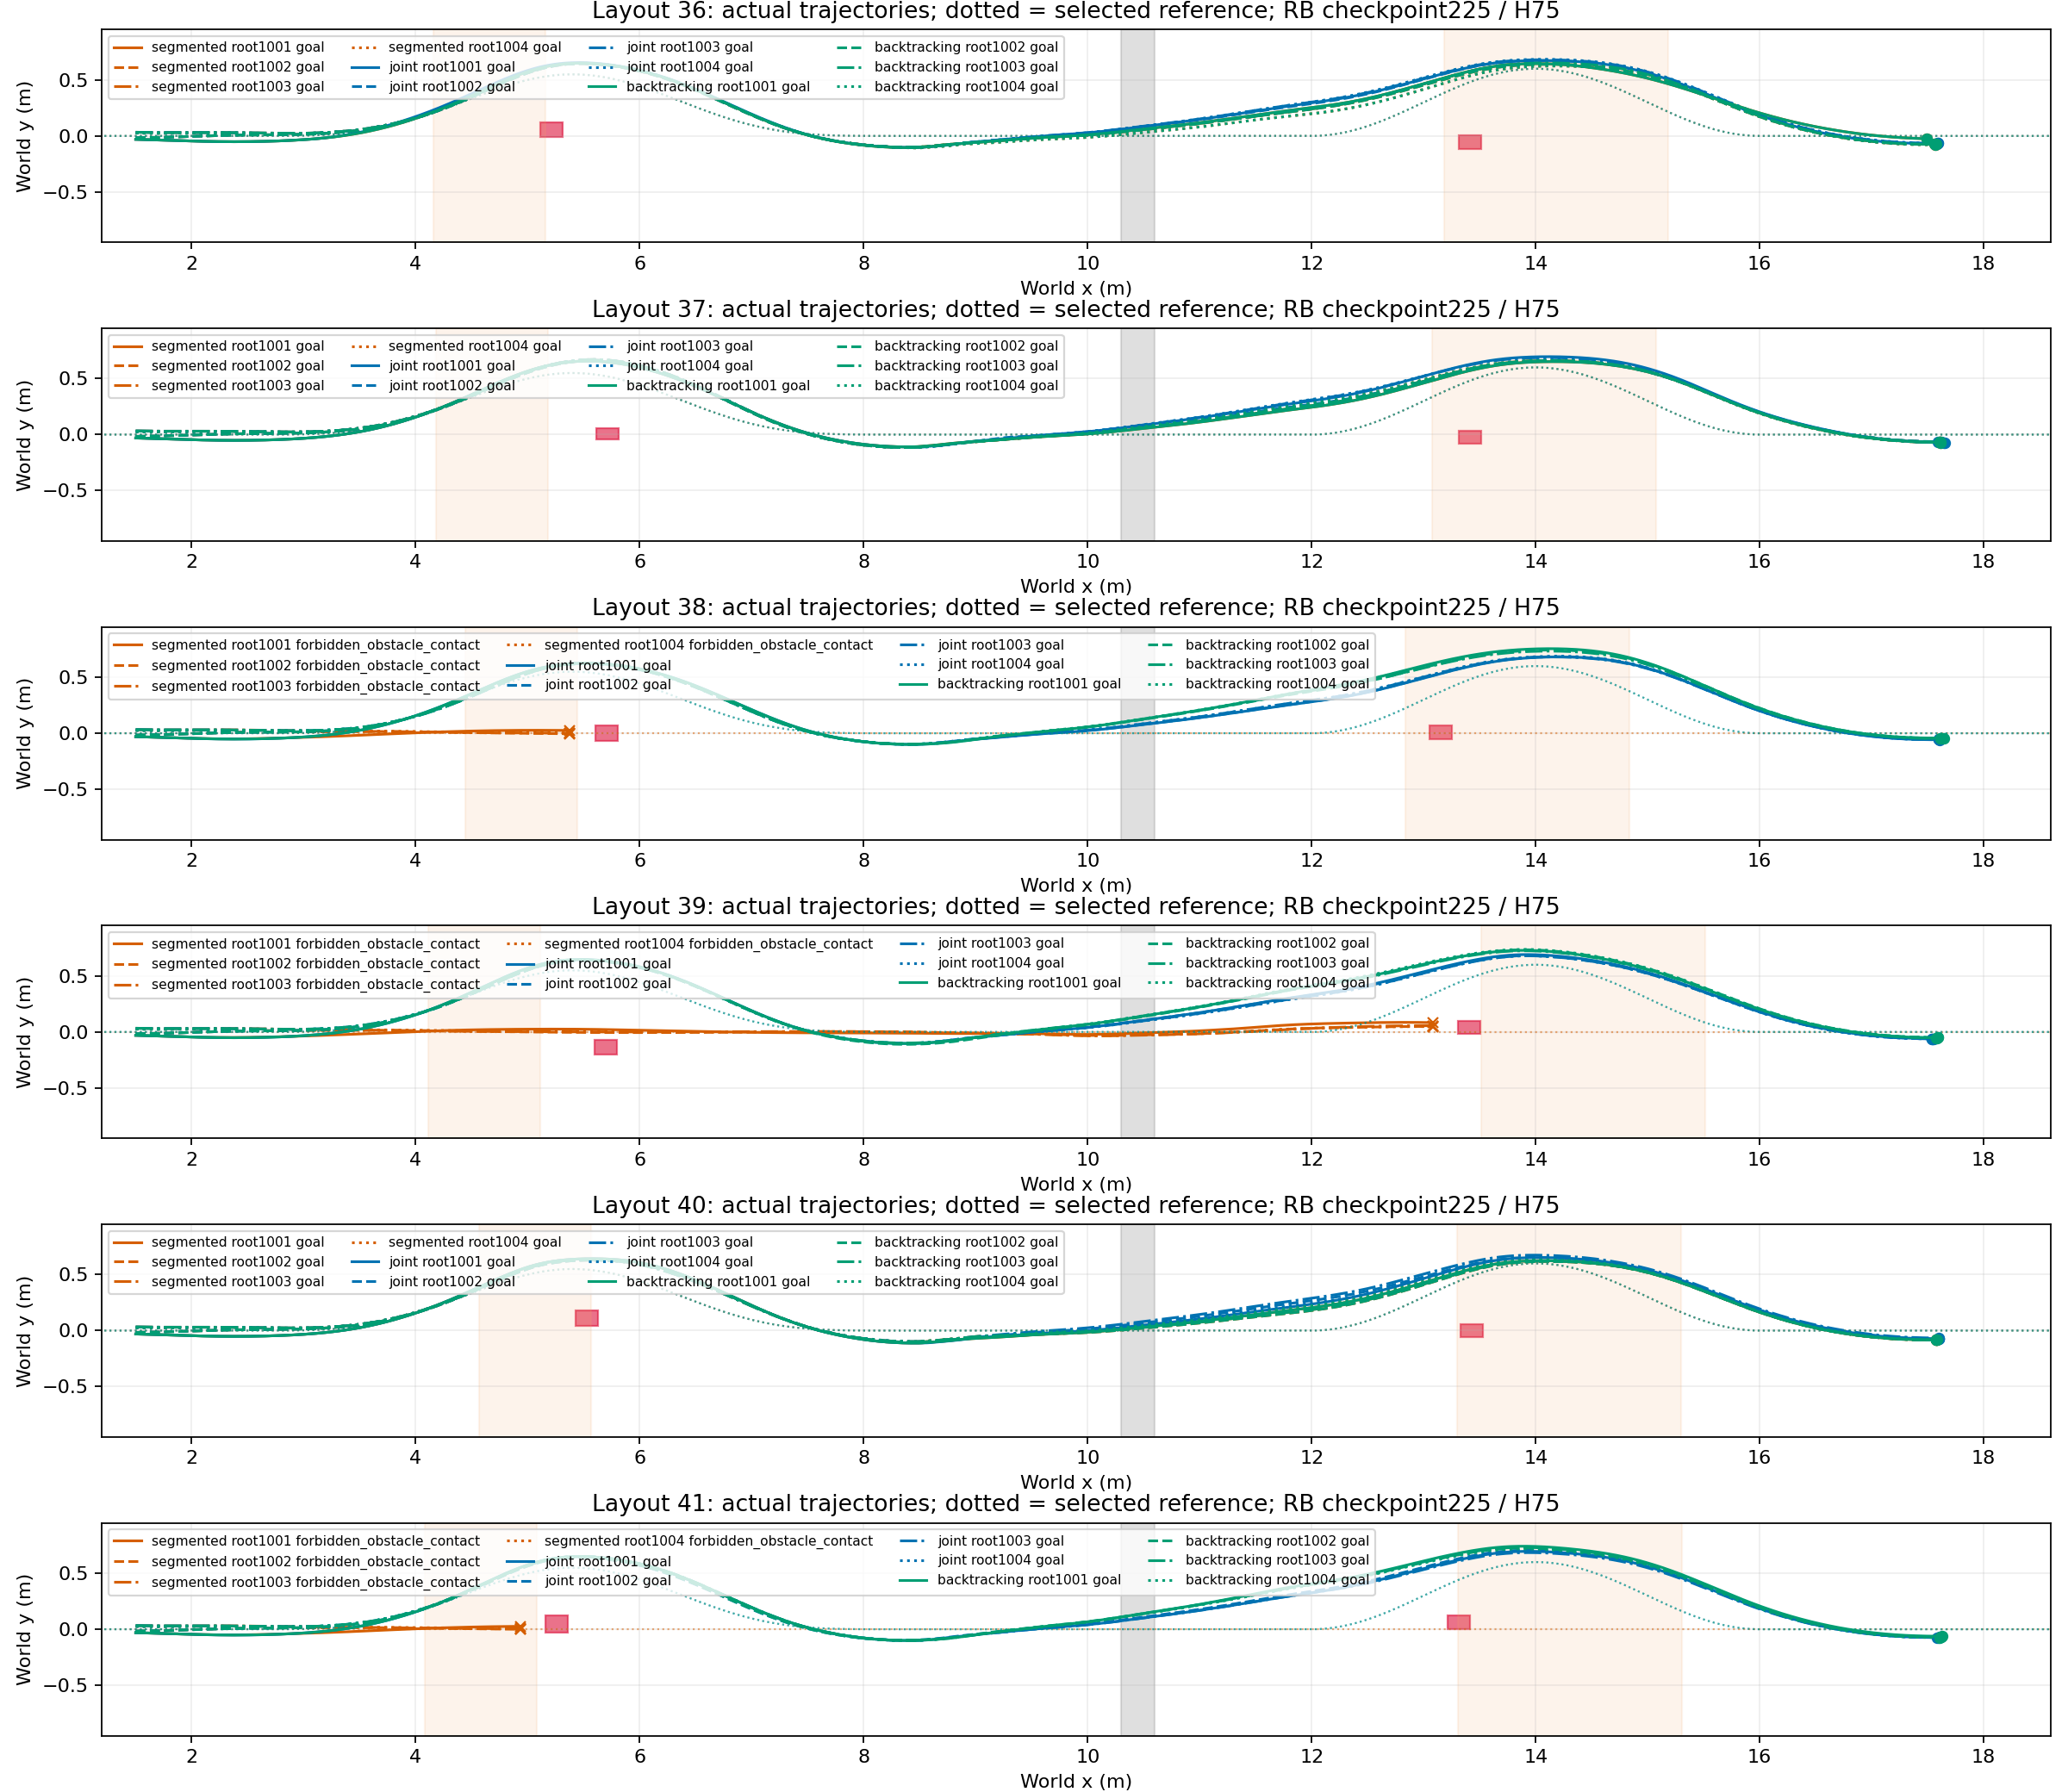 Layout 36: actual trajectories; dotted = selected reference; RB checkpoint225 / H75
segmented root1001 goal
segmented root1002 goal
segmented root1003 goal
segmented root1004 goal
joint root1001 goal
joint root1002 goal
joint root1003 goal
joint root1004 goal
backtracking root1001 goal
backtracking root1002 goal
backtracking root1003 goal
backtracking root1004 goal
World y (m)
0.5
0.0
−0.5
2 4 6 8 10 12 14 16 18
World x (m)
Layout 37: actual trajectories; dotted = selected reference; RB checkpoint225 / H75
segmented root1001 goal
segmented root1002 goal
segmented root1003 goal
segmented root1004 goal
joint root1001 goal
joint root1002 goal
joint root1003 goal
joint root1004 goal
backtracking root1001 goal
backtracking root1002 goal
backtracking root1003 goal
backtracking root1004 goal
World y (m)
0.5
0.0
−0.5
2 4 6 8 10 12 14 16 18
World x (m)
Layout 38: actual trajectories; dotted = selected reference; RB checkpoint225 / H75
segmented root1001 forbidden_obstacle_contact
segmented root1002 forbidden_obstacle_contact
segmented root1003 forbidden_obstacle_contact
segmented root1004 forbidden_obstacle_contact
joint root1001 goal
joint root1002 goal
joint root1003 goal
joint root1004 goal
backtracking root1001 goal
backtracking root1002 goal
backtracking root1003 goal
backtracking root1004 goal
World y (m)
0.5
0.0
−0.5
2 4 6 8 10 12 14 16 18
World x (m)
Layout 39: actual trajectories; dotted = selected reference; RB checkpoint225 / H75
segmented root1001 forbidden_obstacle_contact
segmented root1002 forbidden_obstacle_contact
segmented root1003 forbidden_obstacle_contact
segmented root1004 forbidden_obstacle_contact
joint root1001 goal
joint root1002 goal
joint root1003 goal
joint root1004 goal
backtracking root1001 goal
backtracking root1002 goal
backtracking root1003 goal
backtracking root1004 goal
World y (m)
0.5
0.0
−0.5
2 4 6 8 10 12 14 16 18
World x (m)
Layout 40: actual trajectories; dotted = selected reference; RB checkpoint225 / H75
segmented root1001 goal
segmented root1002 goal
segmented root1003 goal
segmented root1004 goal
joint root1001 goal
joint root1002 goal
joint root1003 goal
joint root1004 goal
backtracking root1001 goal
backtracking root1002 goal
backtracking root1003 goal
backtracking root1004 goal
World y (m)
0.5
0.0
−0.5
2 4 6 8 10 12 14 16 18
World x (m)
Layout 41: actual trajectories; dotted = selected reference; RB checkpoint225 / H75
segmented root1001 forbidden_obstacle_contact
segmented root1002 forbidden_obstacle_contact
segmented root1003 forbidden_obstacle_contact
segmented root1004 forbidden_obstacle_contact
joint root1001 goal
joint root1002 goal
joint root1003 goal
joint root1004 goal
backtracking root1001 goal
backtracking root1002 goal
backtracking root1003 goal
backtracking root1004 goal
World y (m)
0.5
0.0
−0.5
2 4 6 8 10 12 14 16 18
World x (m)